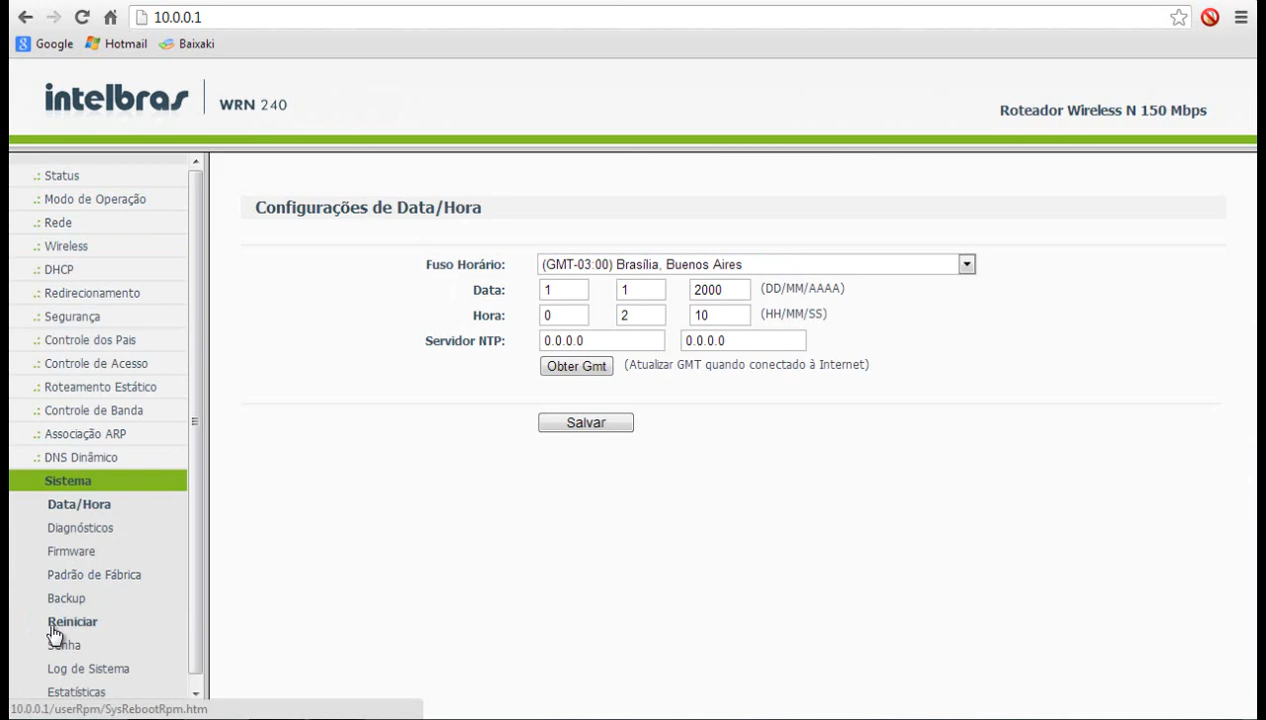 10.0.0.1
Google Hotmail Baixaki
intelbras WRN 240
Roteador Wireless N 150 Mbps
.: Status
.: Modo de Operação
.: Rede
.: Wireless
.: DHCP
.: Redirecionamento
.: Segurança
.: Controle dos Pais
.: Controle de Acesso
.: Roteamento Estático
.: Controle de Banda
.: Associação ARP
.: DNS Dinâmico
Sistema
Data/Hora
Diagnósticos
Firmware
Padrão de Fábrica
Backup
Reiniciar
Senha
Log de Sistema
Estatísticas
10.0.0.1/userRpm/SysRebootRpm.htm
Configurações de Data/Hora
Fuso Horário: (GMT-03:00) Brasília, Buenos Aires
Data: 1 1 2000 (DD/MM/AAAA)
Hora: 0 2 10 (HH/MM/SS)
Servidor NTP: 0.0.0.0 0.0.0.0
Obter Gmt (Atualizar GMT quando conectado à Internet)
Salvar